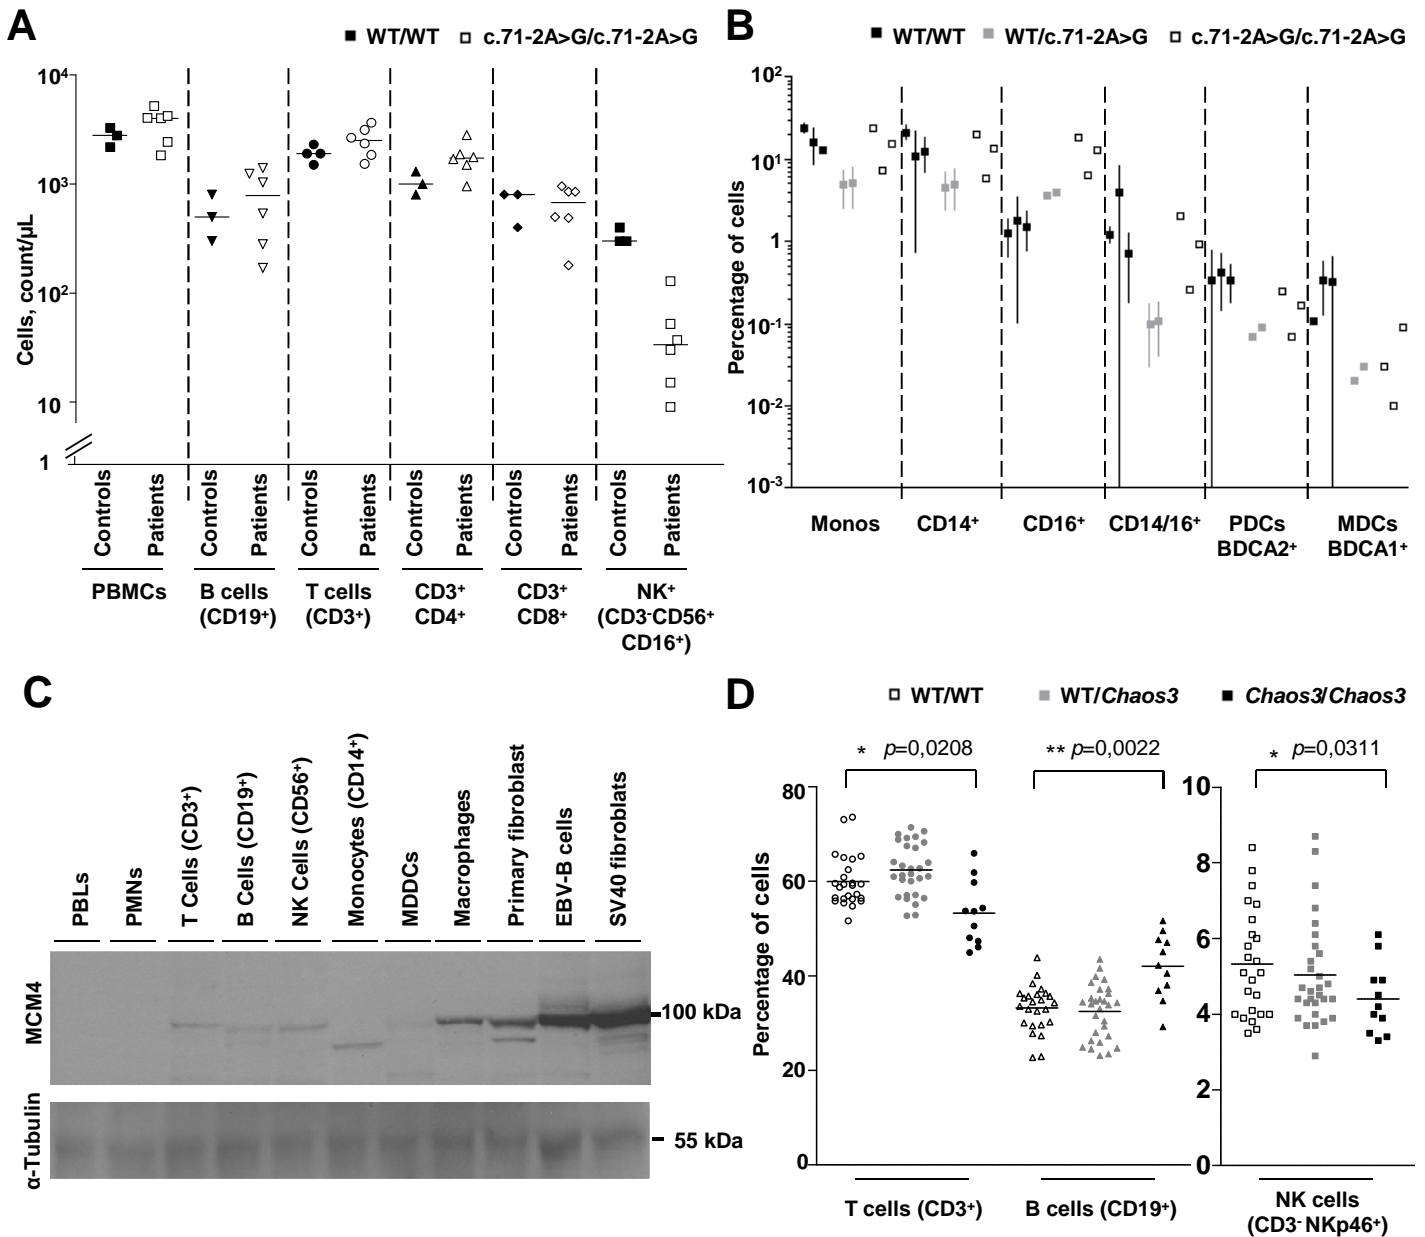 A
WT/WT
c.71-2A>G/c.71-2A>G
10⁴
10³
10²
10
1
Cells, count/µL
Controls
Patients
Controls
Patients
Controls
Patients
Controls
Patients
Controls
Patients
Controls
Patients
PBMCs
B cells
(CD19⁺)
T cells
(CD3⁺)
CD3⁺
CD4⁺
CD3⁺
CD8⁺
NK⁺
(CD3⁻CD56⁺
CD16⁺)
B
WT/WT
WT/c.71-2A>G
c.71-2A>G/c.71-2A>G
10²
10¹
1
10⁻¹
10⁻²
10⁻³
Percentage of cells
Monos
CD14⁺
CD16⁺
CD14/16⁺
PDCs
BDCA2⁺
MDCs
BDCA1⁺
C
PBLs
PMNs
T Cells (CD3⁺)
B Cells (CD19⁺)
NK Cells (CD56⁺)
Monocytes (CD14⁺)
MDDCs
Macrophages
Primary fibroblast
EBV-B cells
SV40 fibroblats
MCM4
100 kDa
α-Tubulin
55 kDa
D
WT/WT
WT/Chaos3
Chaos3/Chaos3
* p=0,0208
** p=0,0022
* p=0,0311
80
60
40
20
0
Percentage of cells
10
8
6
4
2
0
T cells (CD3⁺)
B cells (CD19⁺)
NK cells
(CD3⁻ NKp46⁺)